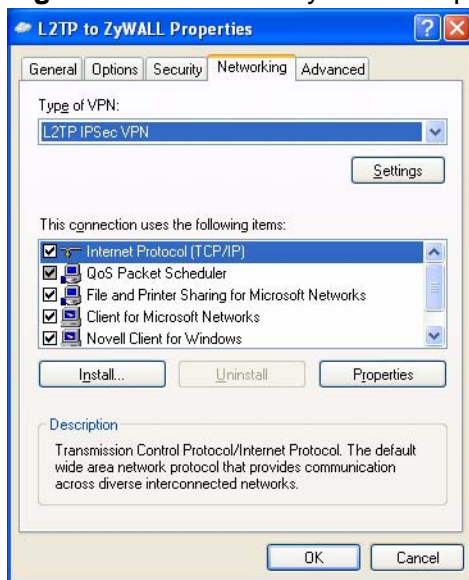 L2TP to ZyWALL Properties
General Options Security Networking Advanced
Type of VPN:
L2TP IPSec VPN
Settings
This connection uses the following items:
Internet Protocol (TCP/IP)
QoS Packet Scheduler
File and Printer Sharing for Microsoft Networks
Client for Microsoft Networks
Novell Client for Windows
Install... Uninstall Properties
Description
Transmission Control Protocol/Internet Protocol. The default
wide area network protocol that provides communication
across diverse interconnected networks.
OK Cancel